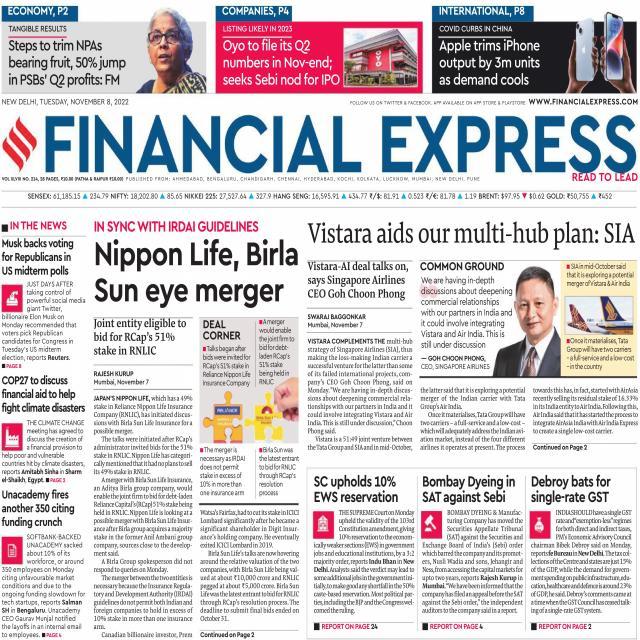 ECONOMY, P2
TANGIBLE RESULTS
Steps to trim NPAs
bearing fruit, 50% jump
in PSBs' Q2 profits: FM
COMPANIES, P4
LISTING LIKELY IN 2023
Oyo to file its Q2
numbers in Nov-end;
seeks Sebi nod for IPO
INTERNATIONAL, P8
COVID CURBS IN CHINA
Apple trims iPhone
output by 3m units
as demand cools
NEW DELHI, TUESDAY, NOVEMBER 8, 2022
FOLLOW US ON TWITTER & FACEBOOK. APP AVAILABLE ON APP STORE & PLAYSTORE. WWW.FINANCIALEXPRESS.COM
FINANCIAL EXPRESS
READ TO LEAD
PUBLISHED FROM: AHMEDABAD, BENGALURU, CHANDIGARH, CHENNAI, HYDERABAD, KOCHI, KOLKATA, LUCKNOW, MUMBAI, NEW DELHI, PUNE
SENSEX: 61,185.15 ▲ 234.79 NIFTY: 18,202.80 ▲ 85.65 NIKKEI 225: 27,527.64 ▲ 327.9 HANG SENG: 16,595.91 ▲ 434.77 ₹/$: 81.91 ▲ 0.523 ₹/€: 81.78 ▲ 1.19 BRENT: $97.95 ▼ $0.62 GOLD: ₹50,755 ▲ ₹452
IN THE NEWS
Musk backs voting
for Republicans in
US midterm polls
JUST DAYS AFTER
taking control of
powerful social media
giant Twitter,
billionaire Elon Musk on
Monday recommended that
voters pick Republican
candidates for Congress in
Tuesday's US midterm
election, reports Reuters.
■ PAGE 8
COP27 to discuss
financial aid to help
fight climate disasters
THE CLIMATE CHANGE
meeting has agreed to
discuss the creation of
a financial provision to
help poor and vulnerable
countries hit by climate disasters,
reports Amitabh Sinha in Sharm
el-Shaikh, Egypt. ■ PAGE 3
Unacademy fires
another 350 citing
funding crunch
SOFTBANK-BACKED
UNACADEMY sacked
about 10% of its
workforce, or around
350 employees on Monday
citing unfavourable market
conditions and due to the
ongoing funding slowdown for
tech startups, reports Salman
SH in Bengaluru. Unacademy
CEO Gaurav Munjal notified
the layoffs in an internal email
to employees. ■ PAGE 4
IN SYNC WITH IRDAI GUIDELINES
Nippon Life, Birla
Sun eye merger
Joint entity eligible to
bid for RCap's 51%
stake in RNLIC
RAJESH KURUP
Mumbai, November 7
JAPAN'S NIPPON LIFE, which has a 49%
stake in Reliance Nippon Life Insurance
Company (RNLIC), has initiated discus-
sions with Birla Sun Life Insurance for a
possible merger.
The talks were initiated after RCap's
administrator invited bids for the 51%
stake in RNLIC. Nippon Life has categori-
cally mentioned that it had no plans to sell
its 49% stake in RNLIC.
A merger with Birla Sun Life Insurance,
an Aditya Birla group company, would
enable the joint firm to bid for debt-laden
Reliance Capital's (RCap) 51% stake being
held in RNLIC. Nippon Life is looking at a
possible merger with Birla Sun Life Insur-
ance after Birla group acquires a majority
stake in the former Anil Ambani group
company, sources close to the develop-
ment said.
A Birla Group spokesperson did not
respond to queries on Monday.
The merger between the two entities is
necessary because the Insurance Regula-
tory and Development Authority (IRDAI)
guidelines do not permit both Indian and
foreign companies to hold in excess of
10% stake in more than one insurance
arm.
Canadian billionaire investor, Prem
DEAL
CORNER
■ Talks began after
bids were invited for
RCap's 51% stake in
Reliance Nippon Life
Insurance Company
■ A merger
would enable
the joint firm to
bid for debt-
laden RCap's
51% stake
being held in
RNLIC
■ The merger is
necessary as IRDAI
does not permit
stake in excess of
10% in more than
one insurance arm
■ Birla Sun was
the latest entrant
to bid for RNLIC
through RCap's
resolution
process
Watsa's Fairfax, had to cut its stake in ICICI
Lombard significantly after he became a
significant shareholder in Digit Insur-
ance's holding company. He eventually
exited ICICI Lombard in 2019.
Birla Sun Life's talks are now hovering
around the relative valuation of the two
companies, with Birla Sun Life being val-
ued at ₹10,000 crore and RNLIC
pegged at about ₹5,000 crore. Birla Sun
Life was the latest entrant to bid for RNLIC
through RCap's resolution process. The
deadline to submit final bids ended on
October 31.
Continued on Page 2
Vistara aids our multi-hub plan: SIA
Vistara-AI deal talks on,
says Singapore Airlines
CEO Goh Choon Phong
SWARAJ BAGGONKAR
Mumbai, November 7
VISTARA COMPLEMENTS THE multi-hub
strategy of Singapore Airlines (SIA), thus
making the loss-making Indian carrier a
successful venture for the latter than some
of its failed international projects, com-
pany's CEO Goh Choon Phong, said on
Monday. "We are having in-depth discus-
sions about deepening commercial rela-
tionships with our partners in India and it
could involve integrating Vistara and Air
India. This is still under discussion," Choon
Phong said.
Vistara is a 51:49 joint venture between
the Tata Group and SIA and in mid-October,
COMMON GROUND
We are having in-depth
discussions about deepening
commercial relationships
with our partners in India and
it could involve integrating
Vistara and Air India. This is
still under discussion
— GOH CHOON PHONG,
CEO, SINGAPORE AIRLINES
■ SIA in mid-October said
that it is exploring a potential
merger of Vistara & Air India
■ Once it materialises,
Tata Group will have two carriers
– a full-service and a low-cost –
in the country
the latter said that it is exploring a potential
merger of the Indian carrier with Tata
Group's Air India.
Once it materialises, Tata Group will have
two carriers — a full-service and a low-cost –
which will adequately address the Indian avi-
ation market, instead of the four different
airlines it operates at present. The process
towards this has, in fact, started with AirAsia
recently selling its residual stake of 16.33%
in its Indian entity to Air India. Following this,
Air India said that it has started the process to
integrate AirAsia India with Air India Express
to create a single low-cost carrier.
Continued on Page 2
SC upholds 10%
EWS reservation
THE SUPREME Court on Monday
upheld the validity of the 103rd
Constitution amendment, giving
10% reservation to the econom-
ically weaker sections (EWS) in government
jobs and educational institutions, by a 3:2
majority order, reports Indu Bhan in New
Delhi. Analysts said the verdict may lead to
some additional jobs in the government ini-
tially, to make good any shortfall in the 50%
caste-based reservation. Most political par-
ties, including the BJP and the Congress wel-
comed the ruling.
■ REPORT ON PAGE 24
Bombay Dyeing in
SAT against Sebi
BOMBAY DYEING & Manufac-
turing Company has moved the
Securities Appellate Tribunal
(SAT) against the Securities and
Exchange Board of India's (Sebi) order
which barred the company and its promot-
ers, Nusli Wadia and sons, Jehangir and
Ness, from accessing the capital markets for
up to two years, reports Rajesh Kurup in
Mumbai. "We have been informed that the
company has filed an appeal before the SAT
against the Sebi order," the independent
auditors to the company said in a report.
■ REPORT ON PAGE 4
Debroy bats for
single-rate GST
INDIA SHOULD have a single GST
rate and "exemption-less" regimes
for both direct and indirect taxes,
PM's Economic Advisory Council
chairman Bibek Debroy said on Monday,
reports fe Bureau in New Delhi. The tax col-
lections of the Centre and states are just 15%
of the GDP, while the demand for govern-
ment spending on public infrastructure, edu-
cation, healthcare and defence is around 23%
of GDP, he said. Debroy's comments came at
a time when the GST Council has ceased talk-
ing of a single-rate GST system.
■ REPORT ON PAGE 2